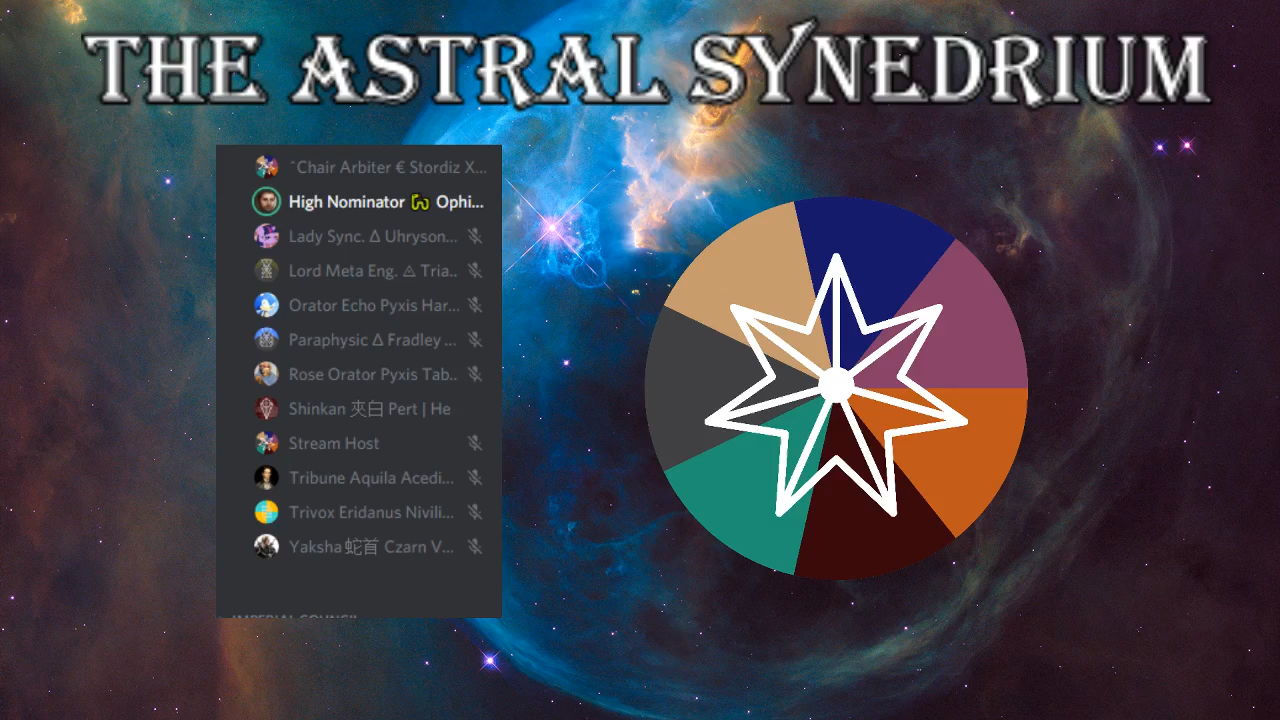 THE ASTRAL SYNEDRIUM
~Chair Arbiter € Stordiz X...
High Nominator Ophi...
Lady Sync. Δ Uhryson...
Lord Meta Eng. ◬ Tria..
Orator Echo Pyxis Har...
Paraphysic Δ Fradley ...
Rose Orator Pyxis Tab..
Shinkan 夾白 Pert | He
Stream Host
Tribune Aquila Acedi...
Trivox Eridanus Nivili...
Yaksha 蛇首 Czarn V...
IMPERIAL COUNCIL